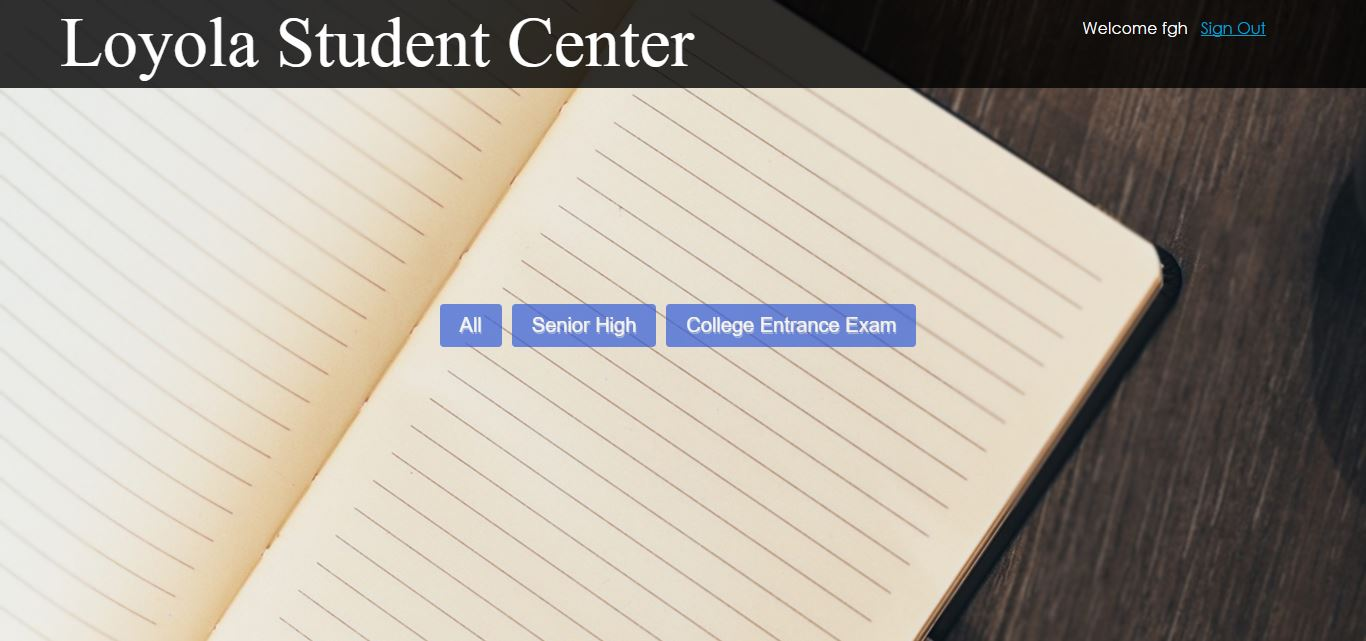 Loyola Student Center
Welcome fgh Sign Out
All
Senior High
College Entrance Exam